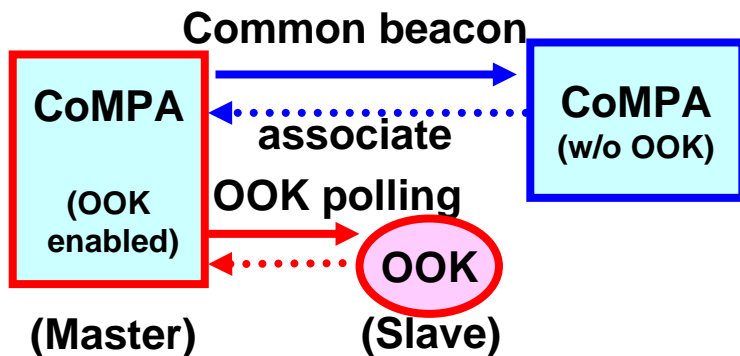 Common beacon
CoMPA
(OOK
enabled)
CoMPA
(w/o OOK)
associate
OOK polling
OOK
(Master)
(Slave)